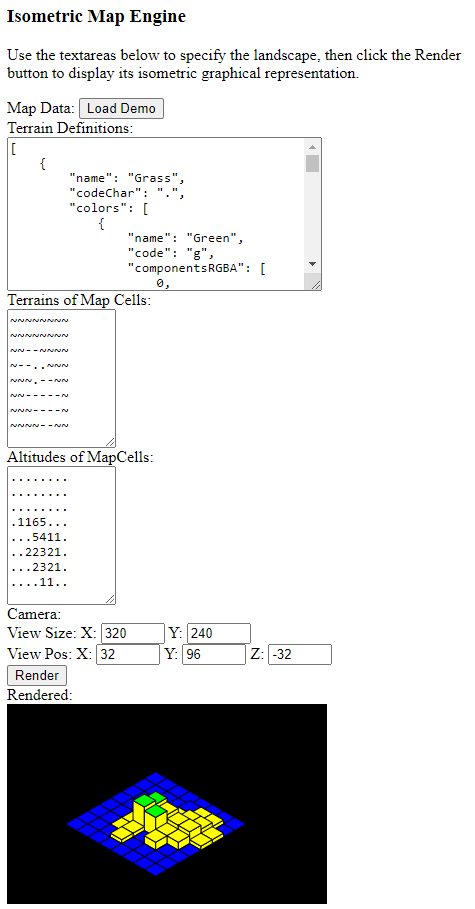 Isometric Map Engine
Use the textareas below to specify the landscape, then click the Render
button to display its isometric graphical representation.
Map Data: Load Demo
Terrain Definitions:
[
    {
        "name": "Grass",
        "codeChar": ".",
        "colors": [
            {
                "name": "Green",
                "code": "g",
                "componentsRGBA": [
                    0,
Terrains of Map Cells:
~~~~~~~~
~~~~~~~~
~~--~~~~
~--..~~~
~~~.--~~
~~-----~
~~~----~
~~~~--~~
Altitudes of MapCells:
........
........
........
.1165...
...5411.
..22321.
...2321.
....11..
Camera:
View Size: X: 320 Y: 240
View Pos: X: 32 Y: 96 Z: -32
Render
Rendered: